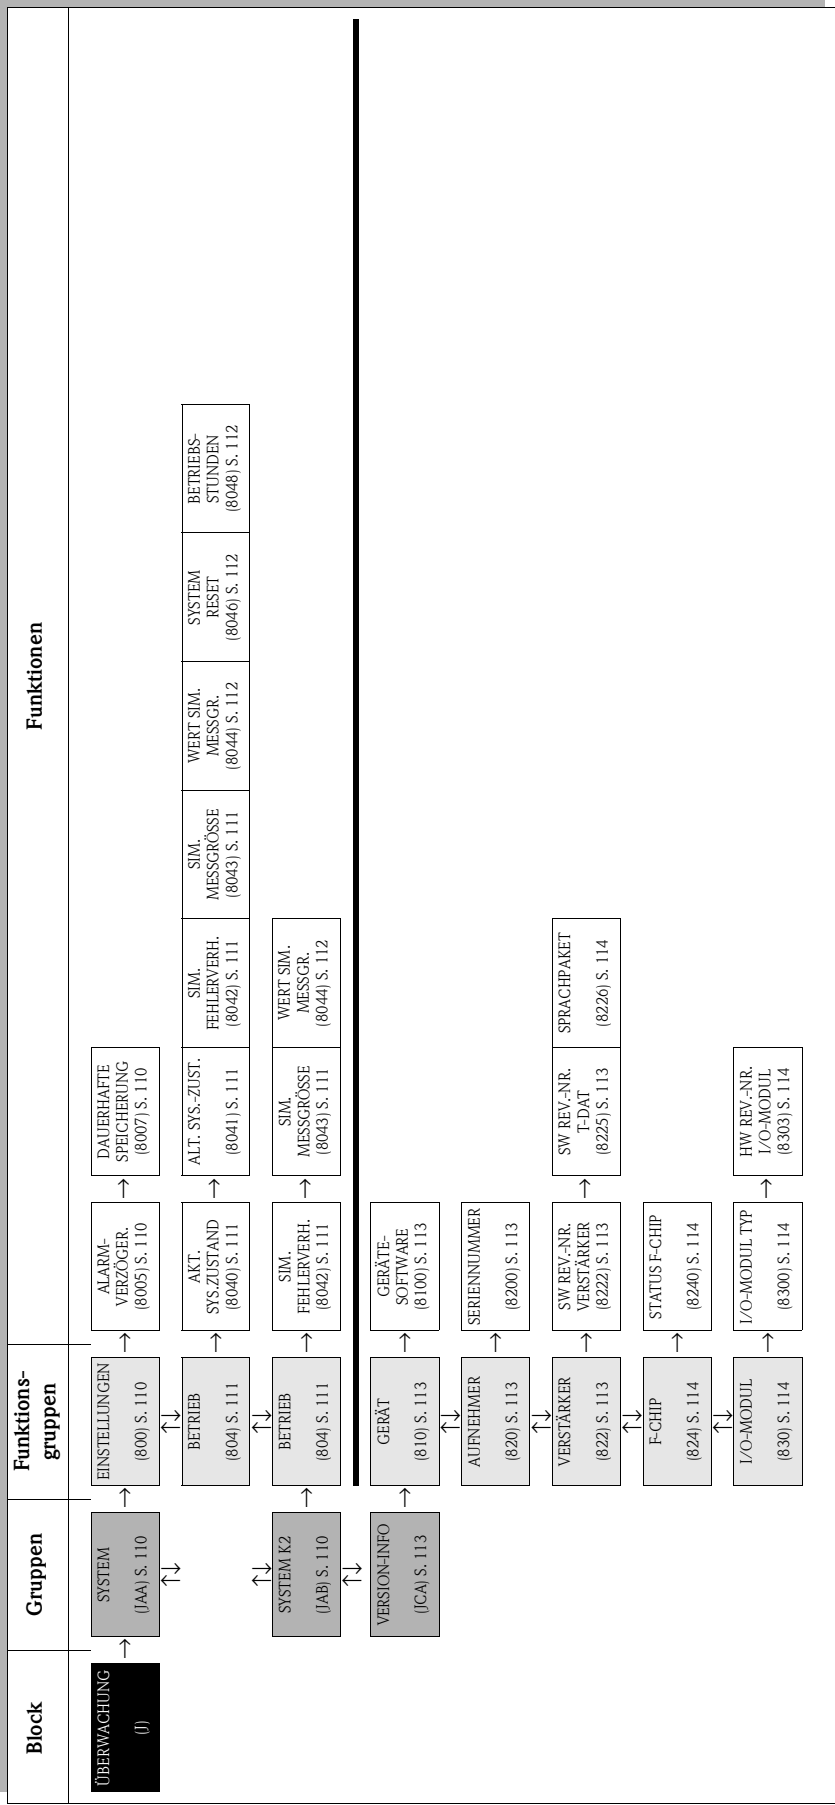 Block
Gruppen
Funktions-
gruppen
Funktionen
ÜBERWACHUNG
(J)
SYSTEM
(JAA) S. 110
EINSTELLUNGEN
(800) S. 110
ALARM-
VERZÖGER.
(8005) S. 110
DAUERHAFTE
SPEICHERUNG
(8007) S. 110
BETRIEB
(804) S. 111
AKT.
SYS.ZUSTAND
(8040) S. 111
ALT. SYS.-ZUST.
(8041) S. 111
SIM.
FEHLERVERH.
(8042) S. 111
SIM.
MESSGRÖSSE
(8043) S. 111
WERT SIM.
MESSGR.
(8044) S. 112
SYSTEM
RESET
(8046) S. 112
BETRIEBS-
STUNDEN
(8048) S. 112
SYSTEM K2
(JAB) S. 110
BETRIEB
(804) S. 111
SIM.
FEHLERVERH.
(8042) S. 111
SIM.
MESSGRÖSSE
(8043) S. 111
WERT SIM.
MESSGR.
(8044) S. 112
VERSION-INFO
(JCA) S. 113
GERÄT
(810) S. 113
GERÄTE-
SOFTWARE
(8100) S. 113
AUFNEHMER
(820) S. 113
SERIENNUMMER
(8200) S. 113
VERSTÄRKER
(822) S. 113
SW REV.-NR.
VERSTÄRKER
(8222) S. 113
SW REV.-NR.
T-DAT
(8225) S. 113
SPRACHPAKET
(8226) S. 114
F-CHIP
(824) S. 114
STATUS F-CHIP
(8240) S. 114
I/O-MODUL
(830) S. 114
I/O-MODUL TYP
(8300) S. 114
HW REV.-NR.
I/O-MODUL
(8303) S. 114